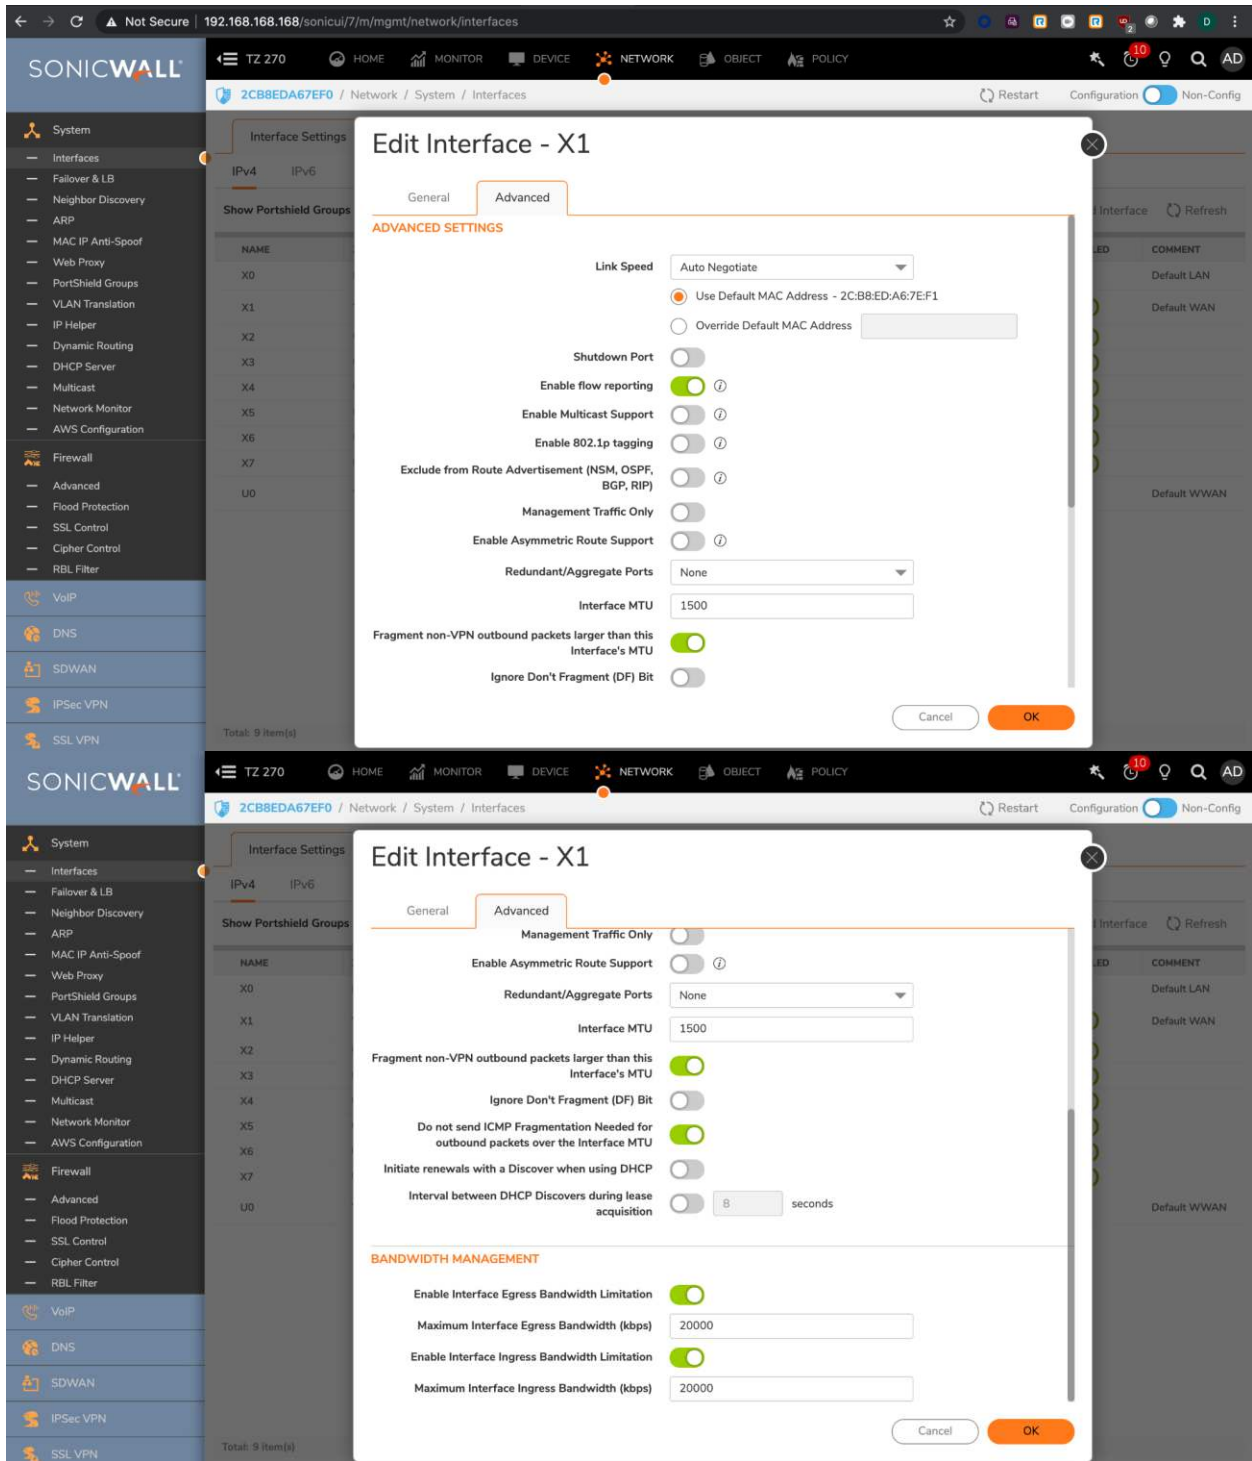 Not Secure | 192.168.168.168/sonicui/7/m/mgmt/network/interfaces
D
SONICWALL
TZ 270 HOME MONITOR DEVICE NETWORK OBJECT POLICY 10 AD
2CB8EDA67EF0 / Network / System / Interfaces Restart Configuration Non-Config
System
Interfaces
Failover & LB
Neighbor Discovery
ARP
MAC IP Anti-Spoof
Web Proxy
PortShield Groups
VLAN Translation
IP Helper
Dynamic Routing
DHCP Server
Multicast
Network Monitor
AWS Configuration
Firewall
Advanced
Flood Protection
SSL Control
Cipher Control
RBL Filter
VoIP
DNS
SDWAN
IPSec VPN
SSL VPN
Interface Settings
IPv4 IPv6
Show Portshield Groups
Interface Refresh
NAME COMMENT
X0 Default LAN
X1 Default WAN
X2
X3
X4
X5
X6
X7
U0 Default WWAN
Total: 9 item(s)
Edit Interface - X1
General Advanced
ADVANCED SETTINGS
Link Speed Auto Negotiate
Use Default MAC Address - 2C:B8:ED:A6:7E:F1
Override Default MAC Address
Shutdown Port
Enable flow reporting
Enable Multicast Support
Enable 802.1p tagging
Exclude from Route Advertisement (NSM, OSPF,
BGP, RIP)
Management Traffic Only
Enable Asymmetric Route Support
Redundant/Aggregate Ports None
Interface MTU 1500
Fragment non-VPN outbound packets larger than this
Interface's MTU
Ignore Don't Fragment (DF) Bit
Cancel OK
SONICWALL
TZ 270 HOME MONITOR DEVICE NETWORK OBJECT POLICY 10 AD
2CB8EDA67EF0 / Network / System / Interfaces Restart Configuration Non-Config
System
Interfaces
Failover & LB
Neighbor Discovery
ARP
MAC IP Anti-Spoof
Web Proxy
PortShield Groups
VLAN Translation
IP Helper
Dynamic Routing
DHCP Server
Multicast
Network Monitor
AWS Configuration
Firewall
Advanced
Flood Protection
SSL Control
Cipher Control
RBL Filter
VoIP
DNS
SDWAN
IPSec VPN
SSL VPN
Interface Settings
IPv4 IPv6
Show Portshield Groups
Interface Refresh
NAME COMMENT
X0 Default LAN
X1 Default WAN
X2
X3
X4
X5
X6
X7
U0 Default WWAN
Total: 9 item(s)
Edit Interface - X1
General Advanced
Management Traffic Only
Enable Asymmetric Route Support
Redundant/Aggregate Ports None
Interface MTU 1500
Fragment non-VPN outbound packets larger than this
Interface's MTU
Ignore Don't Fragment (DF) Bit
Do not send ICMP Fragmentation Needed for
outbound packets over the Interface MTU
Initiate renewals with a Discover when using DHCP
Interval between DHCP Discovers during lease
acquisition 8 seconds
BANDWIDTH MANAGEMENT
Enable Interface Egress Bandwidth Limitation
Maximum Interface Egress Bandwidth (kbps) 20000
Enable Interface Ingress Bandwidth Limitation
Maximum Interface Ingress Bandwidth (kbps) 20000
Cancel OK